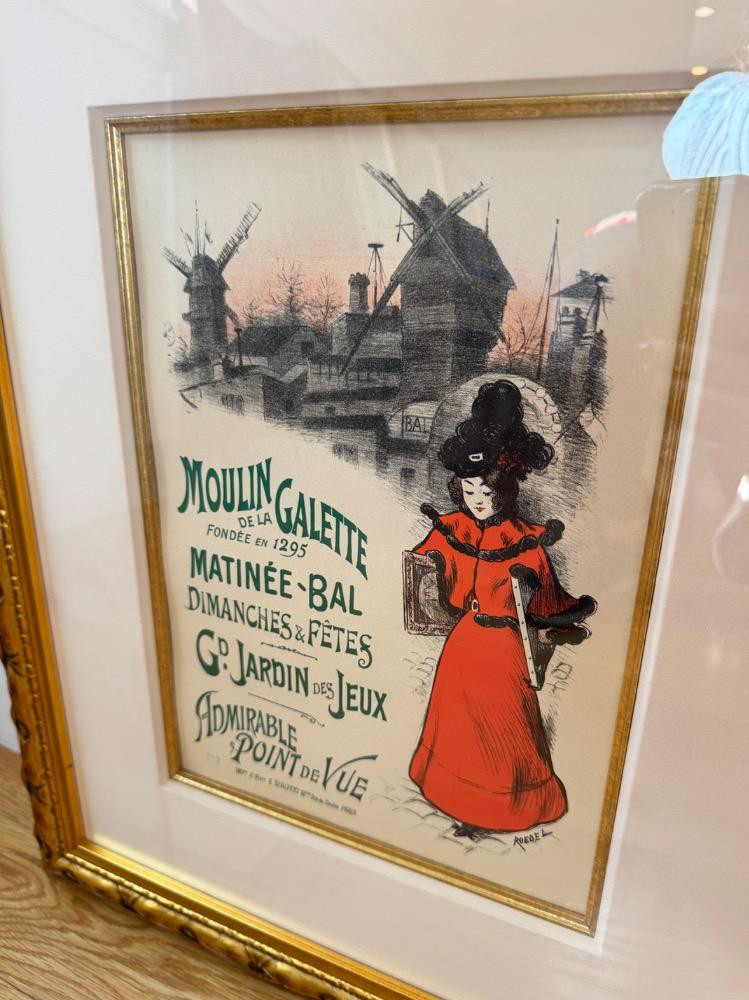 BAL
MOULIN
DE LA GALETTE
FONDÉE EN 1295
MATINÉE-BAL
DIMANCHES & FÊTES
GD. JARDIN DES JEUX
ADMIRABLE
POINT DE VUE
PARIS
ROEDEL